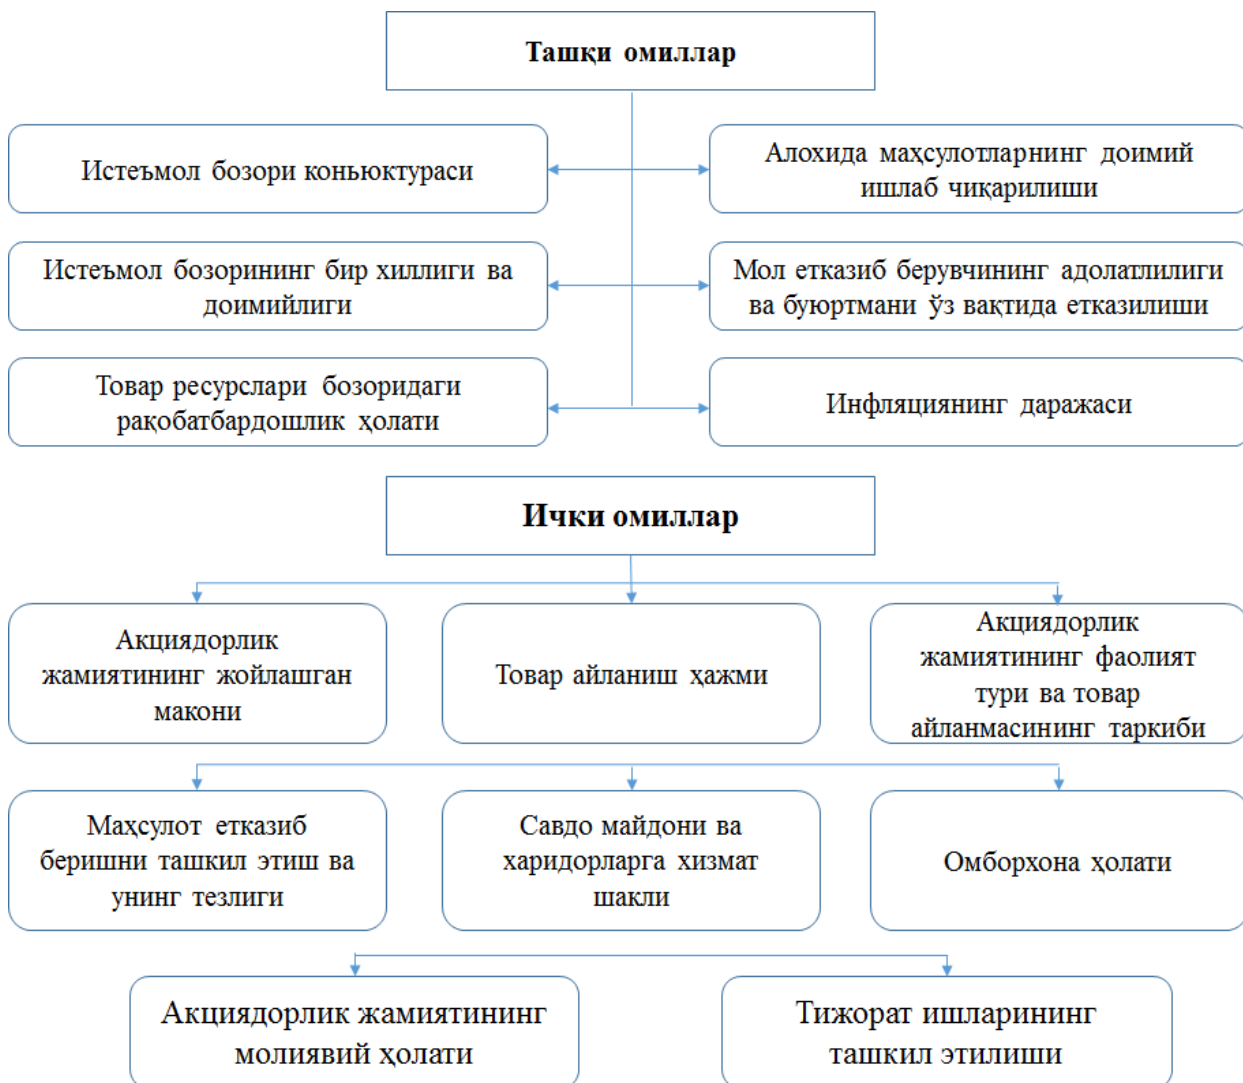 Ташқи омиллар
Истеъмол бозори коньюктураси
Алохида маҳсулотларнинг доимий
ишлаб чиқарилиши
Истеъмол бозорининг бир хиллиги ва
доимийлиги
Мол етказиб берувчининг адолатлилиги
ва буюртмани ўз вақтида етказилиши
Товар ресурслари бозоридаги
рақобатбардошлик ҳолати
Инфляциянинг даражаси
Ички омиллар
Акциядорлик
жамиятининг жойлашган
макони
Товар айланиш ҳажми
Акциядорлик
жамиятининг фаолият
тури ва товар
айланмасининг таркиби
Маҳсулот етказиб
беришни ташкил этиш ва
унинг тезлиги
Савдо майдони ва
харидорларга хизмат
шакли
Омборхона ҳолати
Акциядорлик жамиятининг
молиявий ҳолати
Тижорат ишларининг
ташкил этилиши